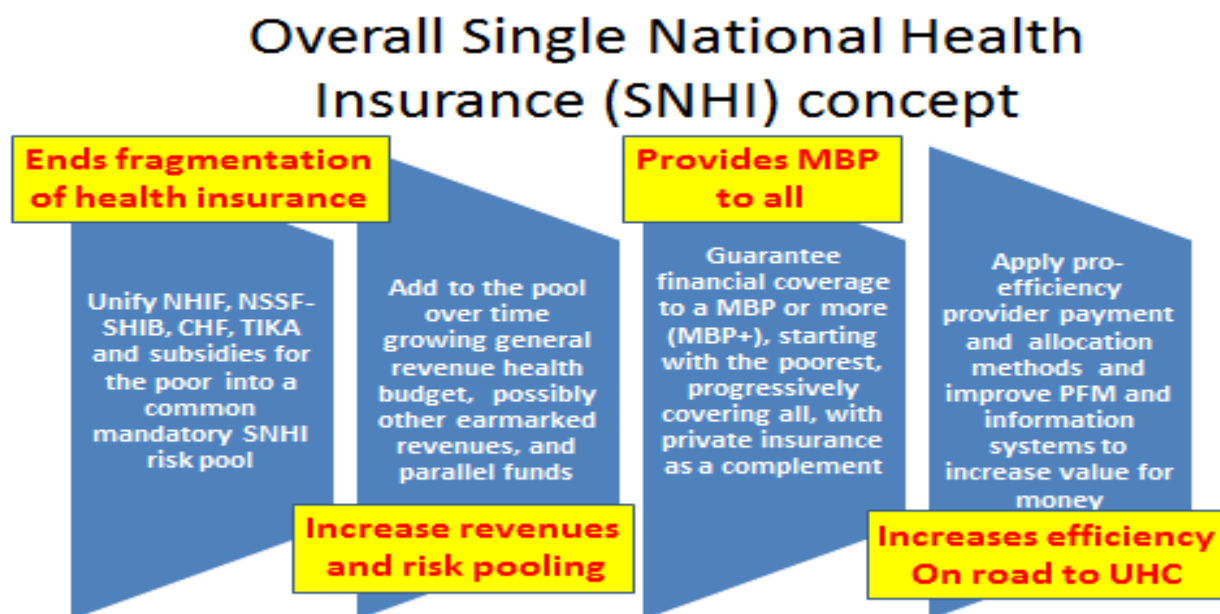 Overall Single National Health
Insurance (SNHI) concept
Ends fragmentation
of health insurance
Unify NHIF, NSSF-
SHIB, CHF, TIKA
and subsidies for
the poor into a
common
mandatory SNHI
risk pool
Add to the pool
over time
growing general
revenue health
budget, possibly
other earmarked
revenues, and
parallel funds
Increase revenues
and risk pooling
Provides MBP
to all
Guarantee
financial coverage
to a MBP or more
(MBP+), starting
with the poorest,
progressively
covering all, with
private insurance
as a complement
Apply pro-
efficiency
provider payment
and allocation
methods and
improve PFM and
information
systems to
increase value for
money
Increases efficiency
On road to UHC